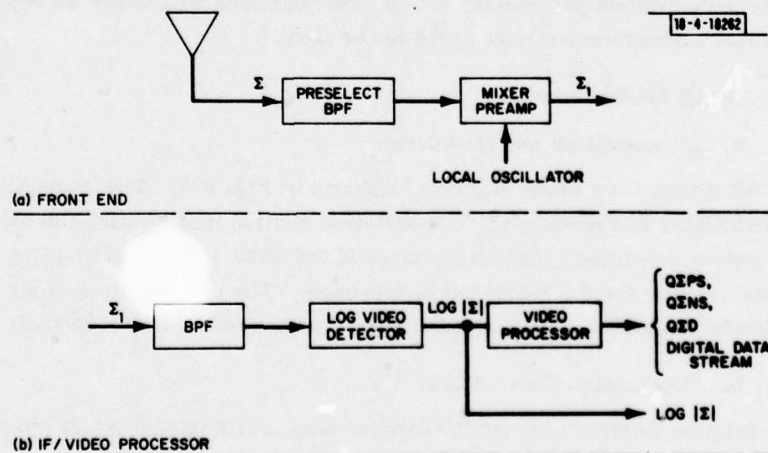 18-4-18262
Σ
PRESELECT
BPF
MIXER
PREAMP
Σ₁
LOCAL OSCILLATOR
(a) FRONT END
Σ₁
BPF
LOG VIDEO
DETECTOR
LOG |Σ|
VIDEO
PROCESSOR
QΣPS,
QΣNS,
QΣD
DIGITAL DATA
STREAM
LOG |Σ|
(b) IF/VIDEO PROCESSOR